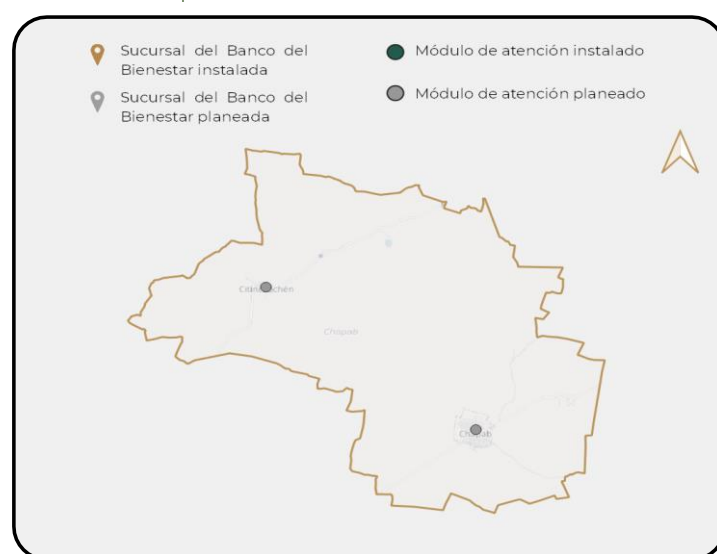 Sucursal del Banco del
Bienestar instalada
Sucursal del Banco del
Bienestar planeada
Módulo de atención instalado
Módulo de atención planeado
Chapab
Chapab